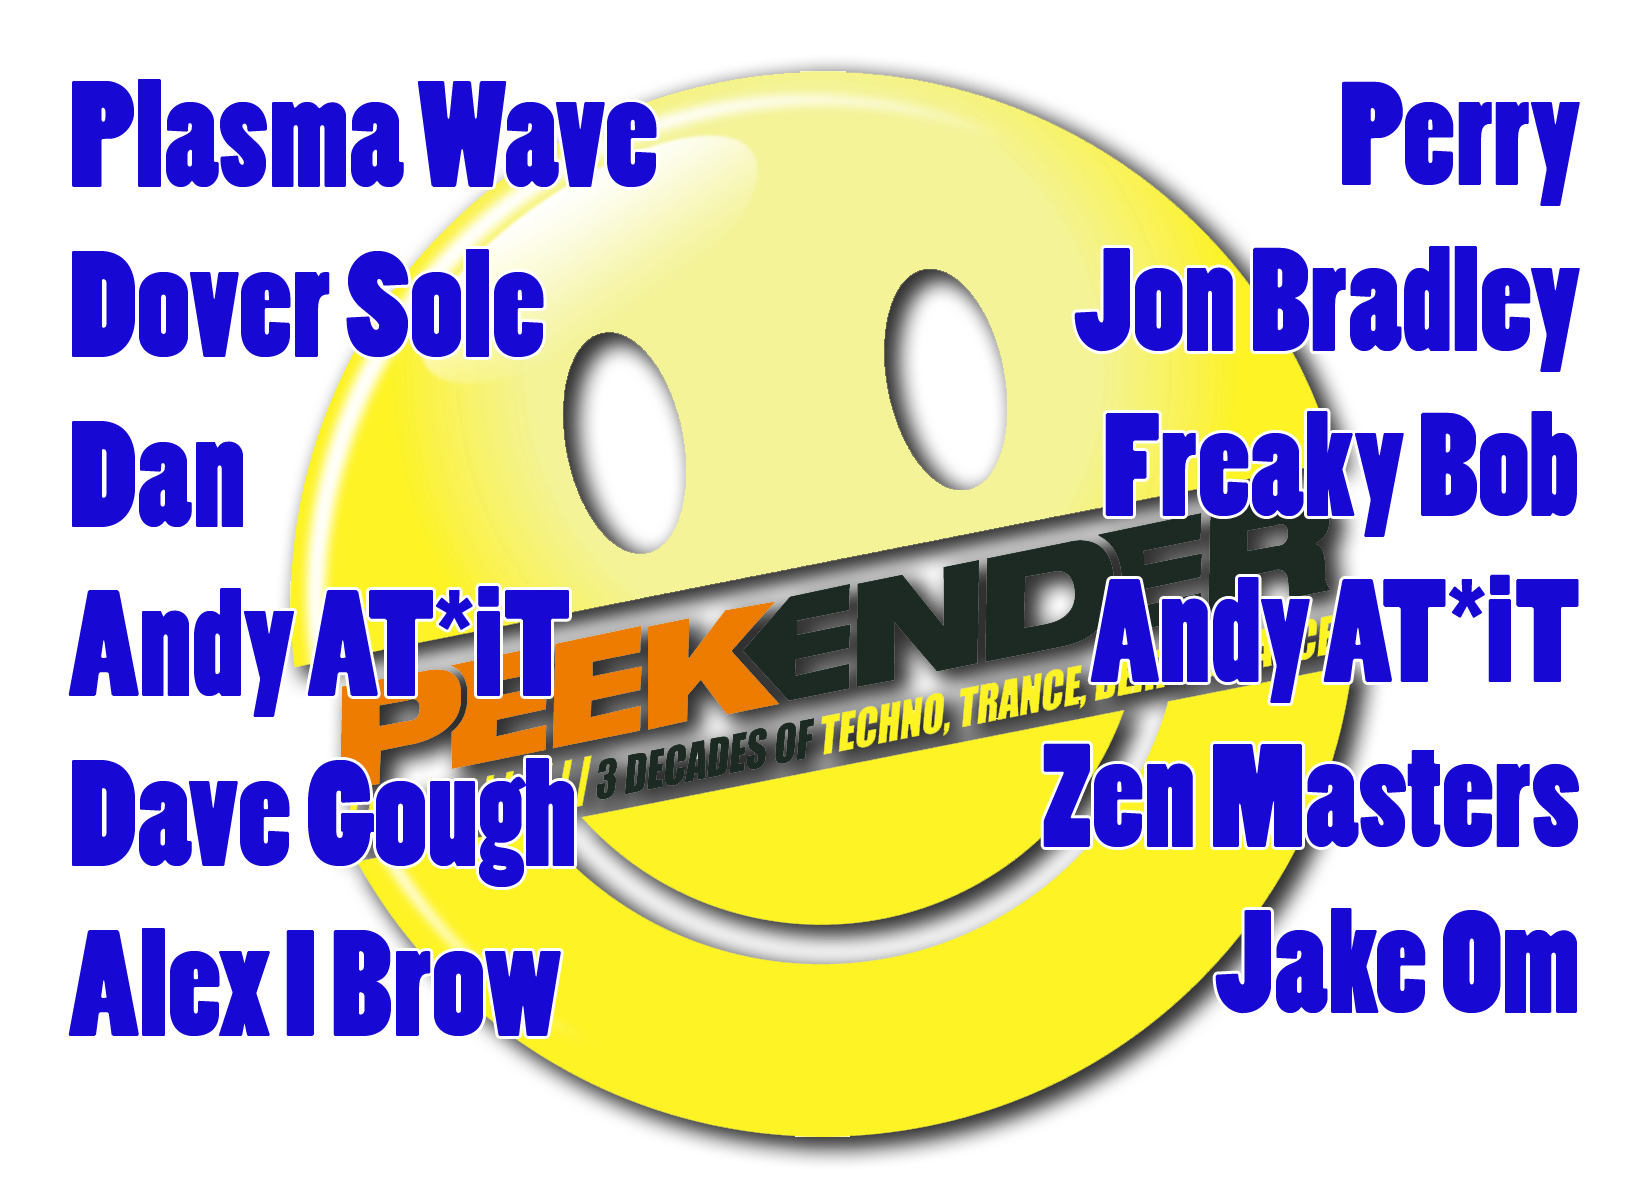 Plasma Wave
Dover Sole
Dan
Andy AT*iT
Dave Gough
Alex I Brow
Perry
Jon Bradley
Freaky Bob
Andy AT*iT
Zen Masters
Jake Om
PEEKENDER
// 3 DECADES OF TECHNO, TRANCE,